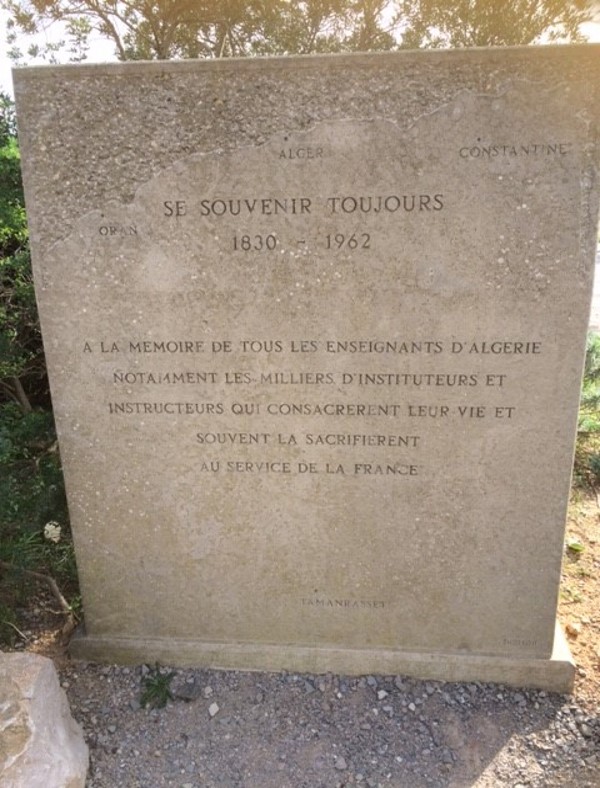 ALGER
CONSTANTINE
SE SOUVENIR TOUJOURS
ORAN
1830 - 1962
A LA MEMOIRE DE TOUS LES ENSEIGNANTS D'ALGERIE
NOTAMMENT LES MILLIERS D'INSTITUTEURS ET
INSTRUCTEURS QUI CONSACRERENT LEUR VIE ET
SOUVENT LA SACRIFIERENT
AU SERVICE DE LA FRANCE
TAMANRASSET